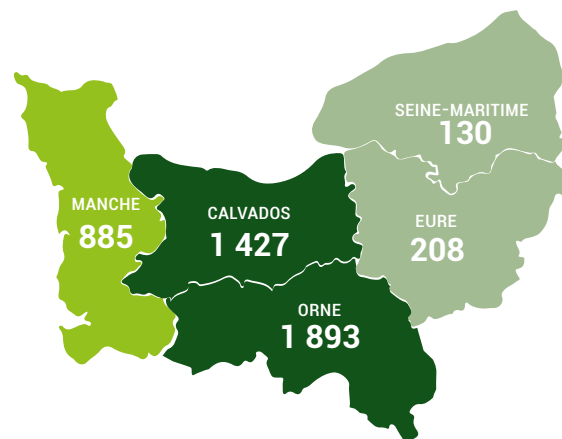 SEINE-MARITIME
130
MANCHE
885
CALVADOS
1 427
EURE
208
ORNE
1 893